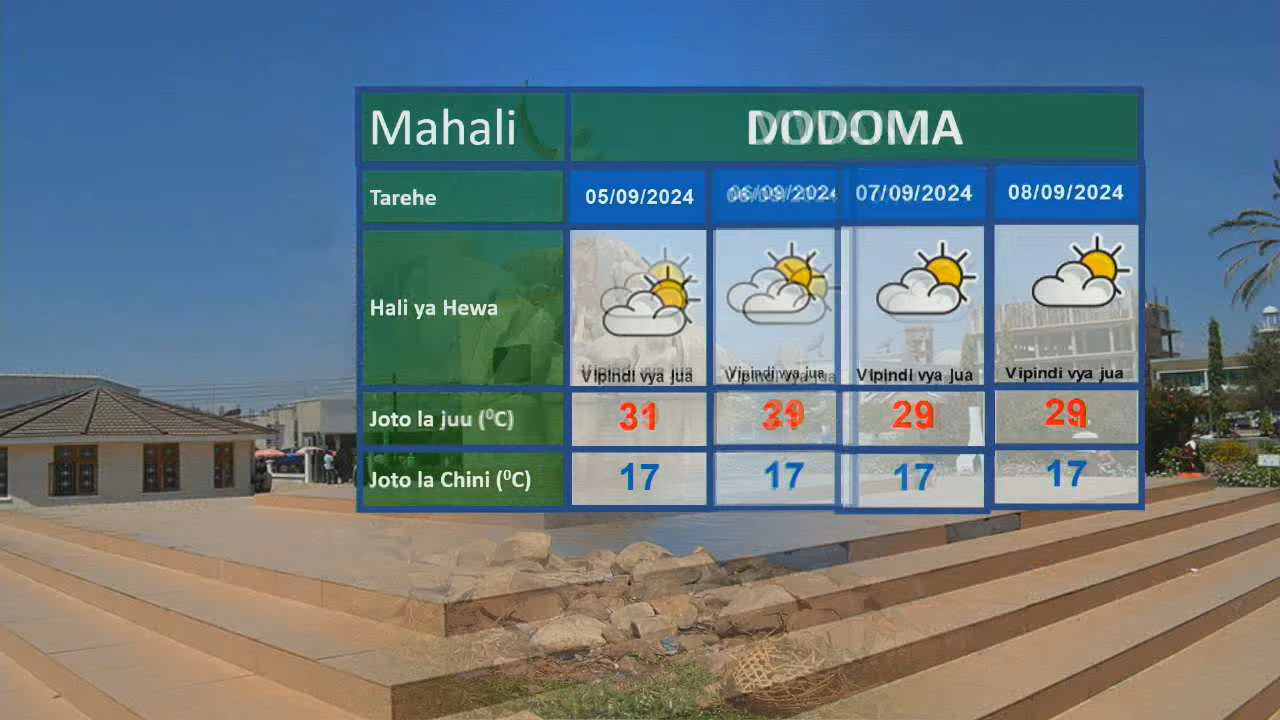 Mahali DODOMA
Tarehe 05/09/2024 06/09/2024 07/09/2024 08/09/2024
Hali ya Hewa Vipindi vya jua Vipindi vya jua Vipindi vya jua Vipindi vya jua
Joto la juu (⁰C) 31 29 29
Joto la Chini (⁰C) 17 17 17 17